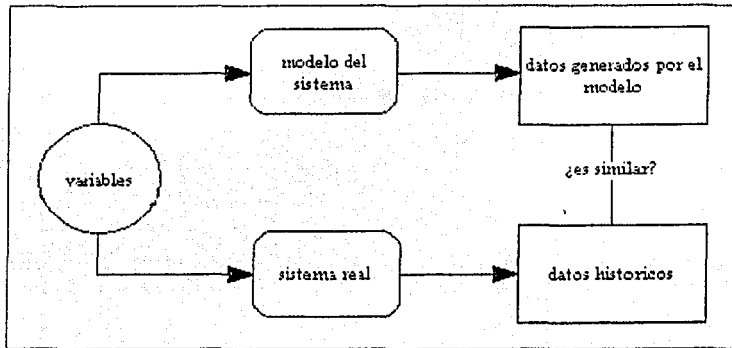 modelo del
sistema
datos generados por el
modelo
variables
¿es similar?
sistema real
datos historicos